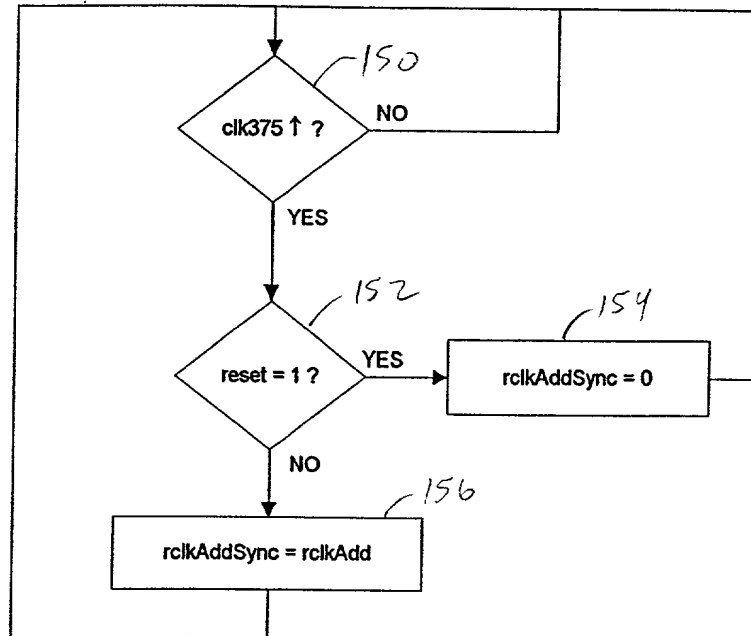 150
clk375 ↑ ?
NO
YES
152
154
reset = 1 ?
YES
rclkAddSync = 0
NO
156
rclkAddSync = rclkAdd